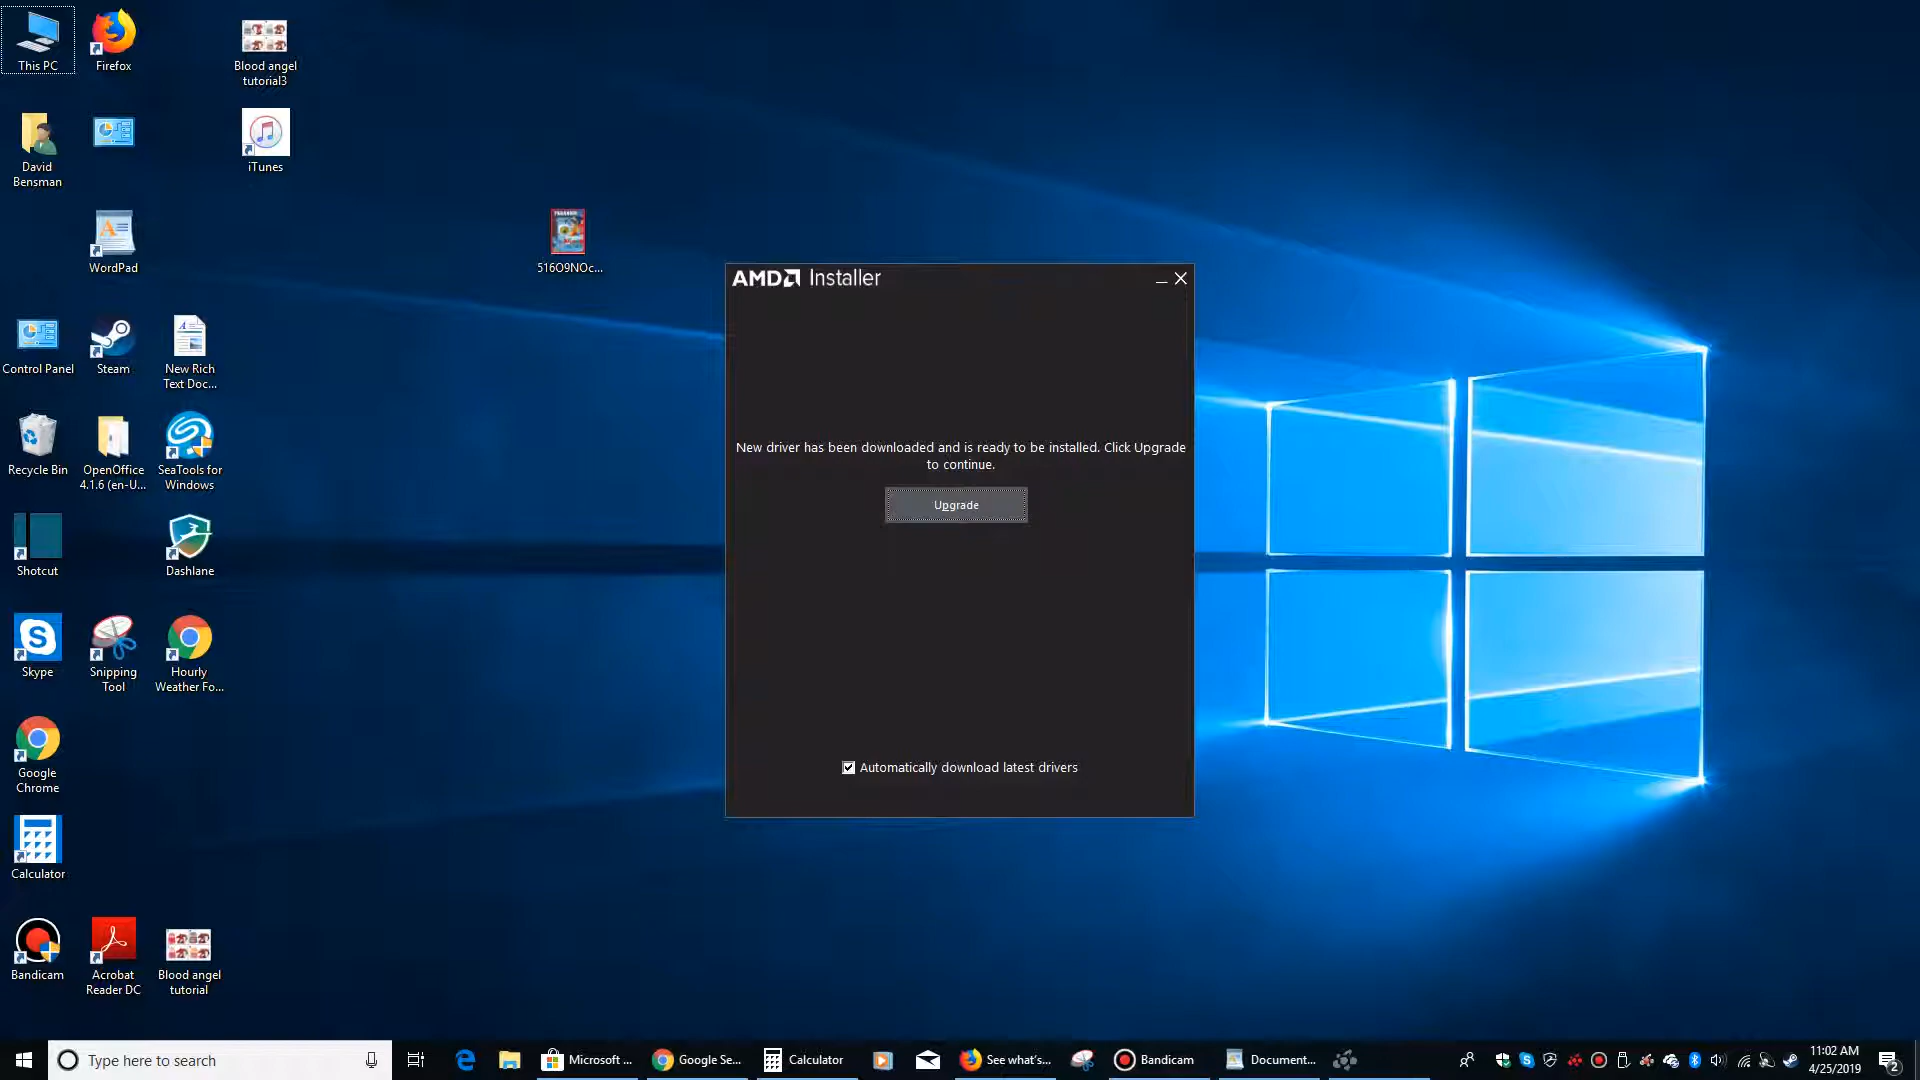 This PC
Firefox
Blood angel
tutorial3
David
Bensman
iTunes
WordPad
516O9NOc...
AMD Installer
Control Panel
Steam
New Rich
Text Doc...
New driver has been downloaded and is ready to be installed. Click Upgrade
to continue.
Upgrade
Recycle Bin
OpenOffice
4.1.6 (en-U...
SeaTools for
Windows
Shotcut
Dashlane
Skype
Snipping
Tool
Hourly
Weather Fo...
Automatically download latest drivers
Google
Chrome
Calculator
Bandicam
Acrobat
Reader DC
Blood angel
tutorial
Type here to search
Microsoft ...
Google Se...
Calculator
See what's...
Bandicam
Document...
11:02 AM
4/25/2019
2